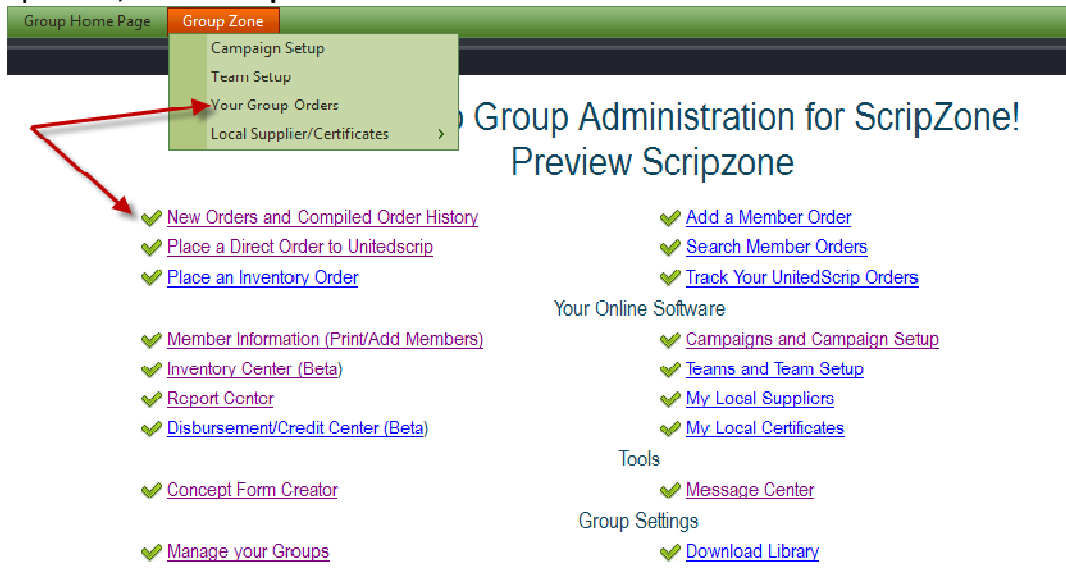 Group Home Page Group Zone
Campaign Setup
Team Setup
Your Group Orders
Local Supplier/Certificates >
Group Administration for ScripZone!
Preview Scripzone
New Orders and Compiled Order History Add a Member Order
Place a Direct Order to Unitedscrip Search Member Orders
Place an Inventory Order Track Your UnitedScrip Orders
Your Online Software
Member Information (Print/Add Members) Campaigns and Campaign Setup
Inventory Center (Beta) Teams and Team Setup
Report Center My Local Suppliers
Disbursement/Credit Center (Beta) My Local Certificates
Tools
Concept Form Creator Message Center
Group Settings
Manage your Groups Download Library